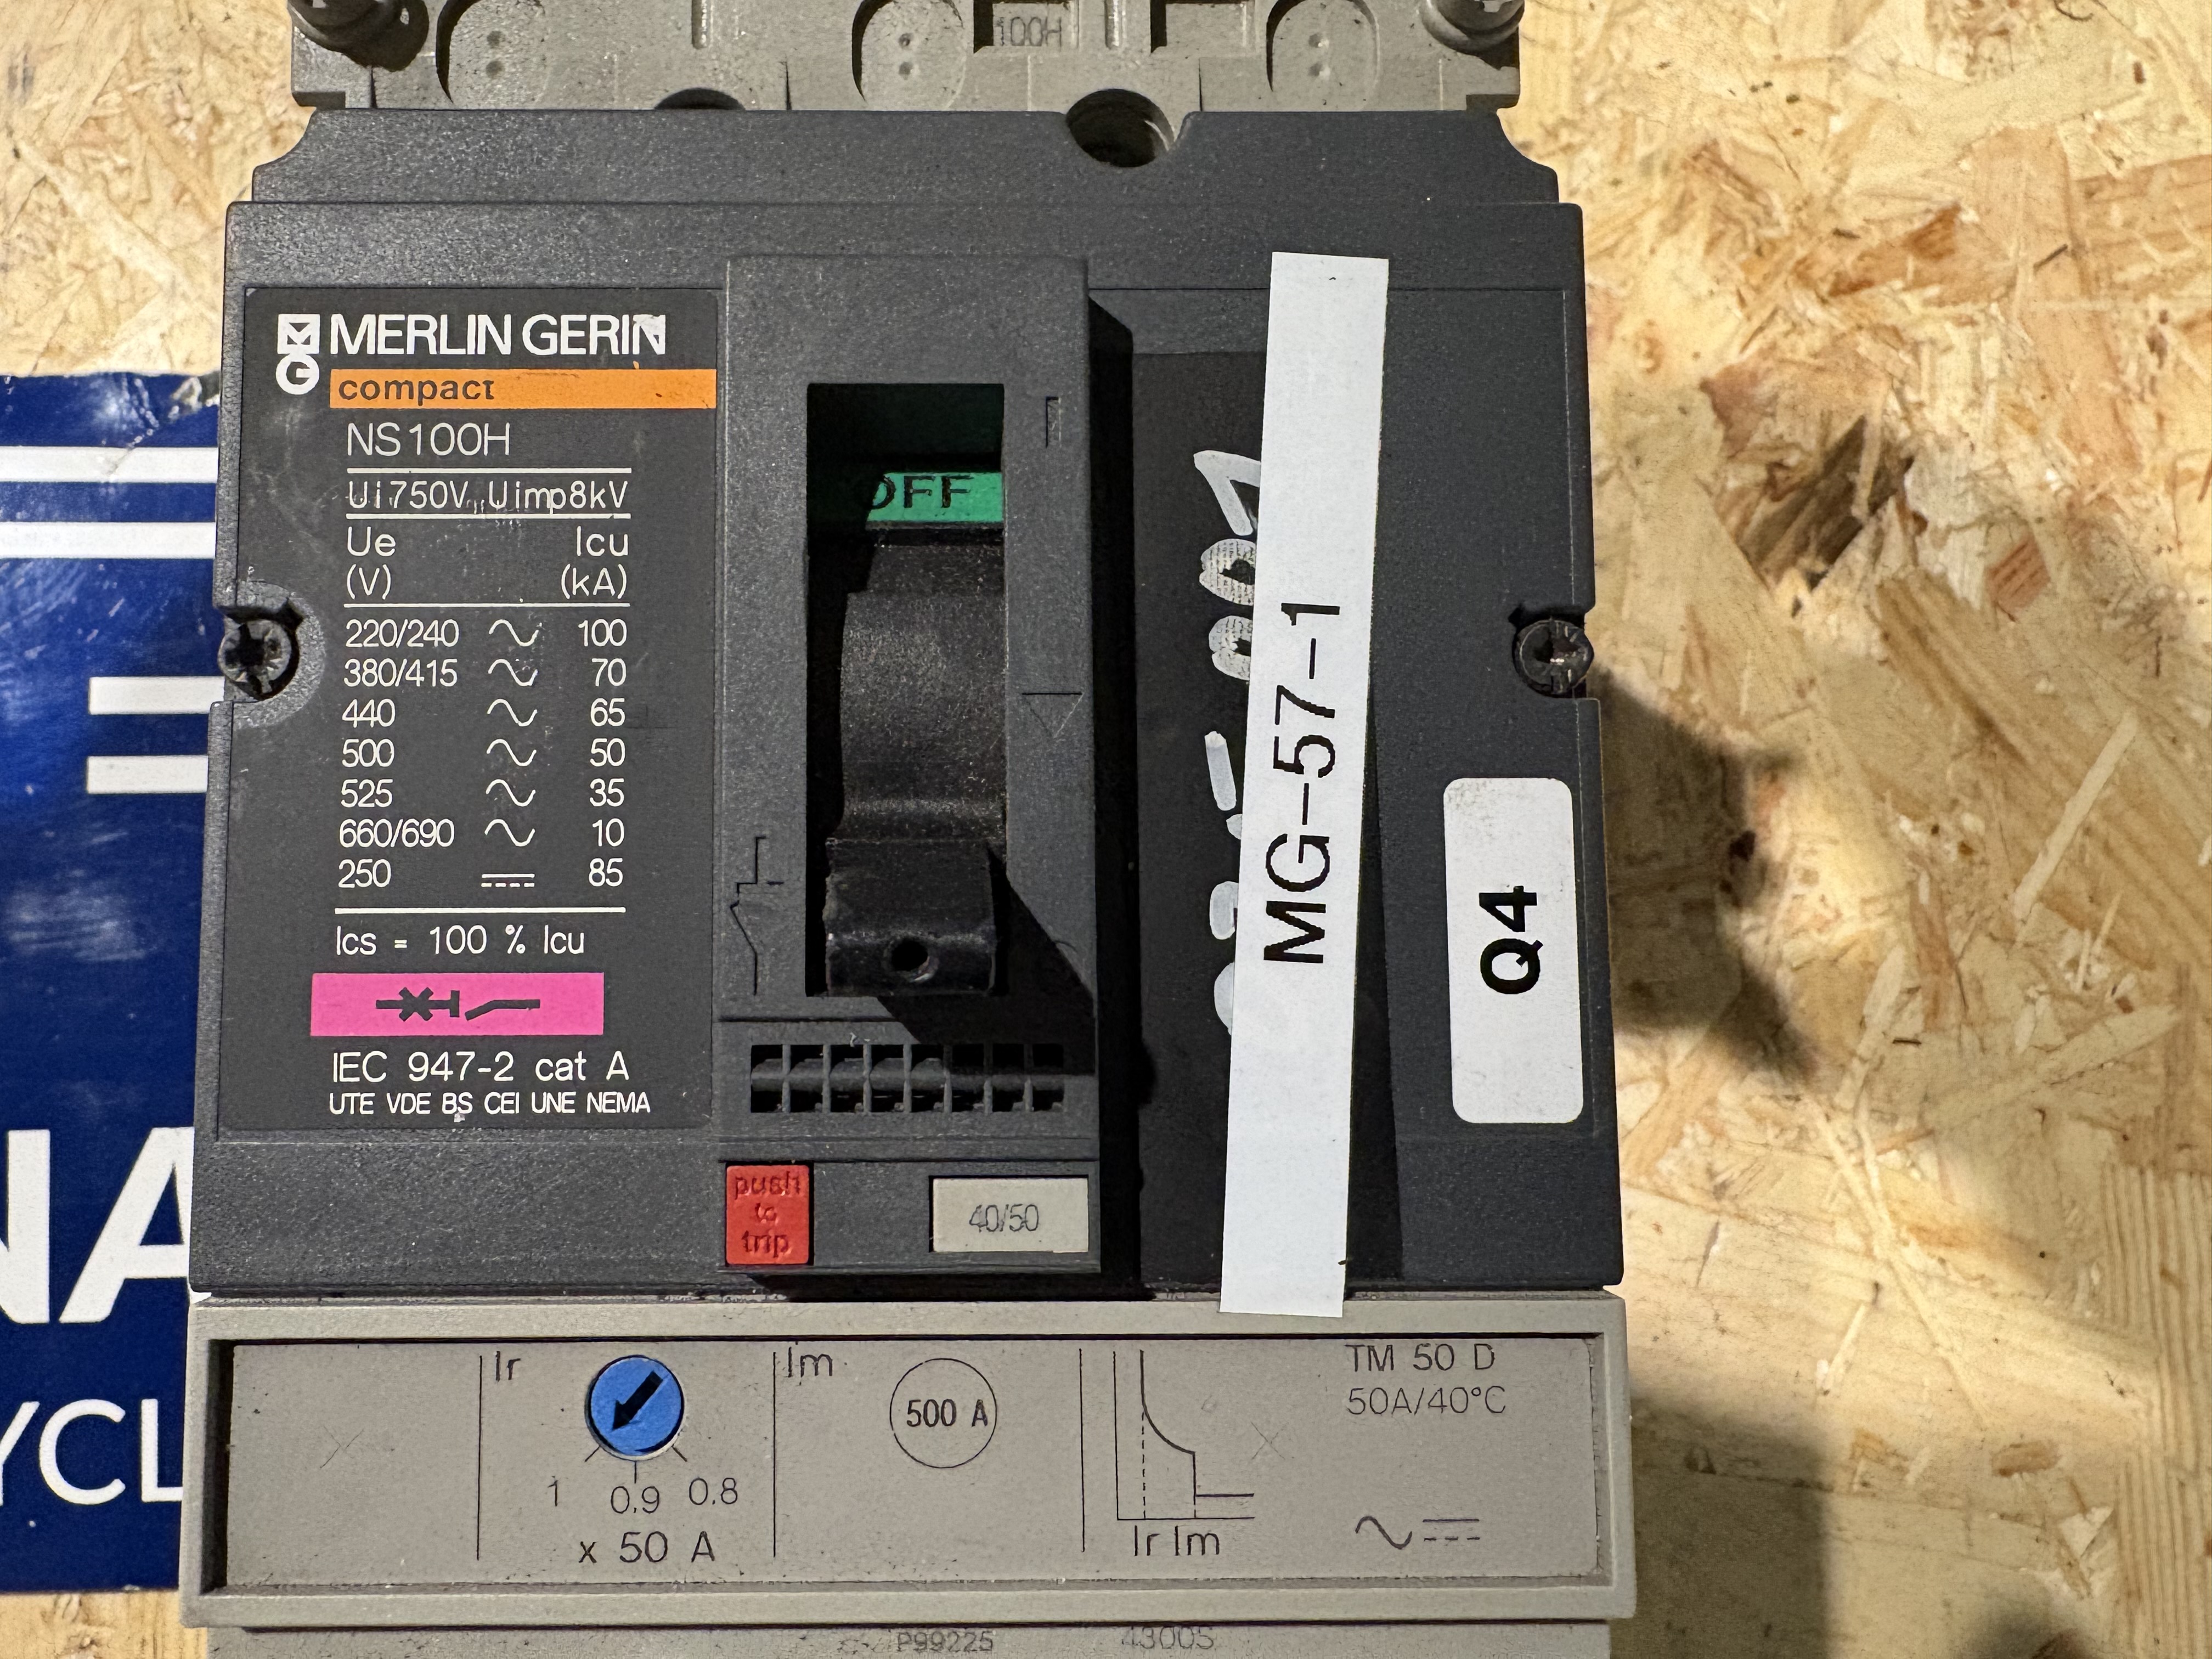 100H
MERLIN GERIN
compact
NS100H
Ui750V Uimp8kV
Ue Icu
(V) (kA)
220/240 ~ 100
380/415 ~ 70
440 ~ 65
500 ~ 50
525 ~ 35
660/690 ~ 10
250 ⎓ 85
Ics = 100 % Icu
IEC 947-2 cat A
UTE VDE BS CEI UNE NEMA
OFF
push
to
trip
40/50
MG-57-1
Q4
Ir
1 0,9 0.8
x 50 A
Im
500 A
Ir Im
TM 50 D
50A/40°C
P99225
NA
YCL